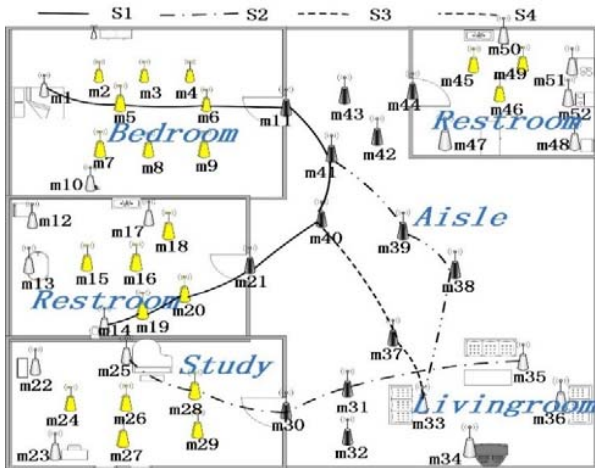 S1 S2 S3 S4
m50
m45 m49 m51
m2 m3 m4
m1 m5 m6 m11 m43 m44 m46 m52
Bedroom Restroom
m42 m47 m48
m7 m8 m9 m41
m10
m12 m17 m18 m40 Aisle
m39
m13 m15 m16 m21 m38
Restroom m20
m14 m19
m37
m25 Study
m22 m28 m31 m35
m24 m26 m30 m33 Livingroom m36
m29
m23 m27 m32 m34